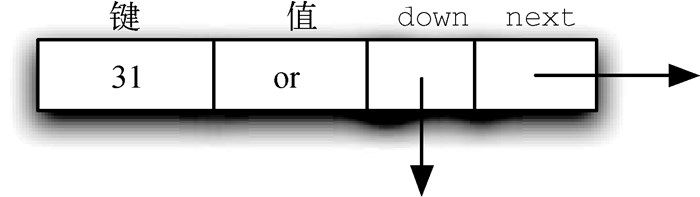 键 值 down next
31 or